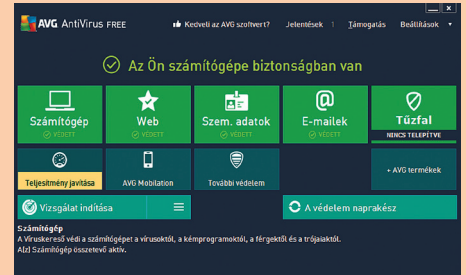 AVG AntiVirus FREE
Kedveli az AVG szoftvert? Jelentések 1 Támogatás Beállítások
Az Ön számítógépe biztonságban van
Számítógép Web Szem. adatok E-mailek Tűzfal
VÉDETT VÉDETT VÉDETT VÉDETT NINCS TELEPÍTVE
Teljesítmény javítása AVG Mobilation További védelem + AVG termékek
Vizsgálat indítása A védelem naprakész
Számítógép
A Víruskereső védi a számítógépet a vírusoktól, a kémprogramoktól, a férgektől és a trójaiaktól.
A(z) Számítógép összetevő aktív.